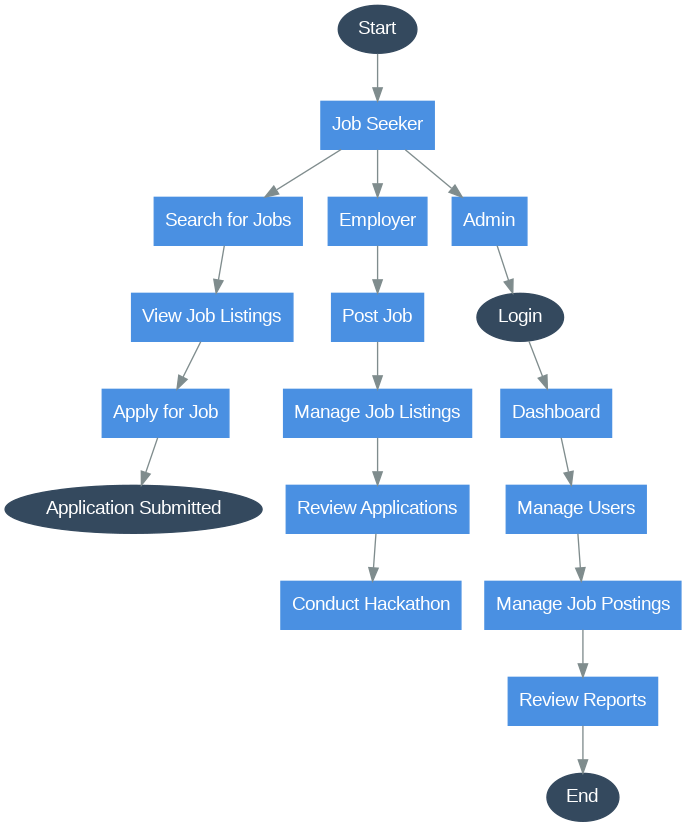 Start
Job Seeker
Search for Jobs
Employer
Admin
View Job Listings
Post Job
Login
Apply for Job
Manage Job Listings
Dashboard
Application Submitted
Review Applications
Manage Users
Conduct Hackathon
Manage Job Postings
Review Reports
End